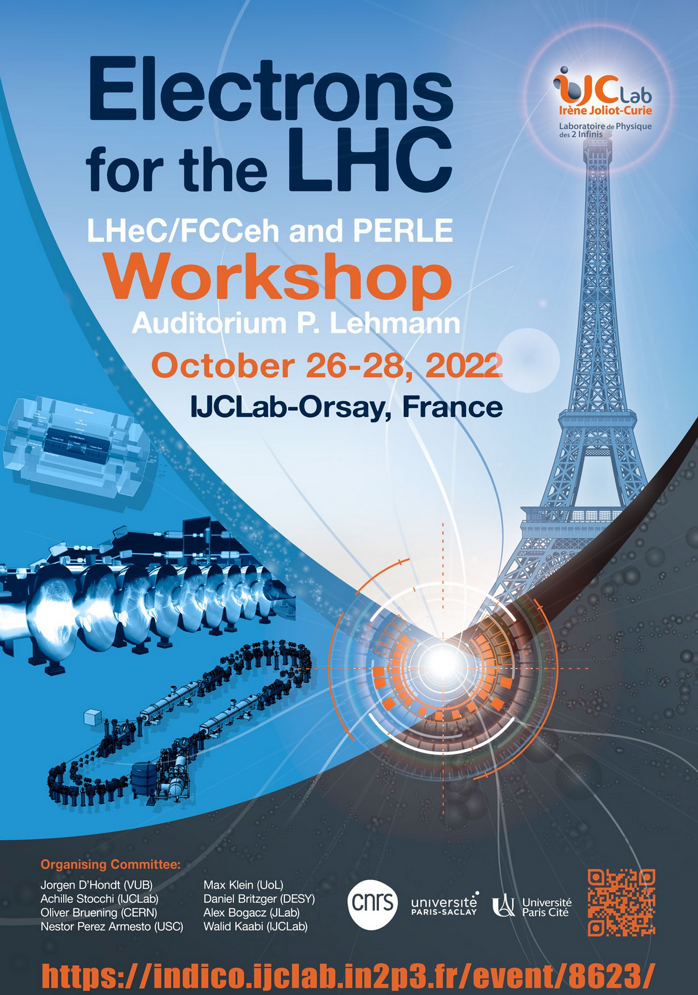 Electrons
for the LHC
LHeC/FCCeh and PERLE
Workshop
Auditorium P. Lehmann
October 26-28, 2022
IJCLab-Orsay, France
iJC Lab
Irène Joliot-Curie
Laboratoire de Physique
des 2 Infinis
Organising Committee:
Jorgen D'Hondt (VUB)
Achille Stocchi (IJCLab)
Oliver Bruening (CERN)
Nestor Perez Armesto (USC)
Max Klein (UoL)
Daniel Britzger (DESY)
Alex Bogacz (JLab)
Walid Kaabi (IJCLab)
cnrs
université
PARIS-SACLAY
Université
Paris Cité
https://indico.ijclab.in2p3.fr/event/8623/